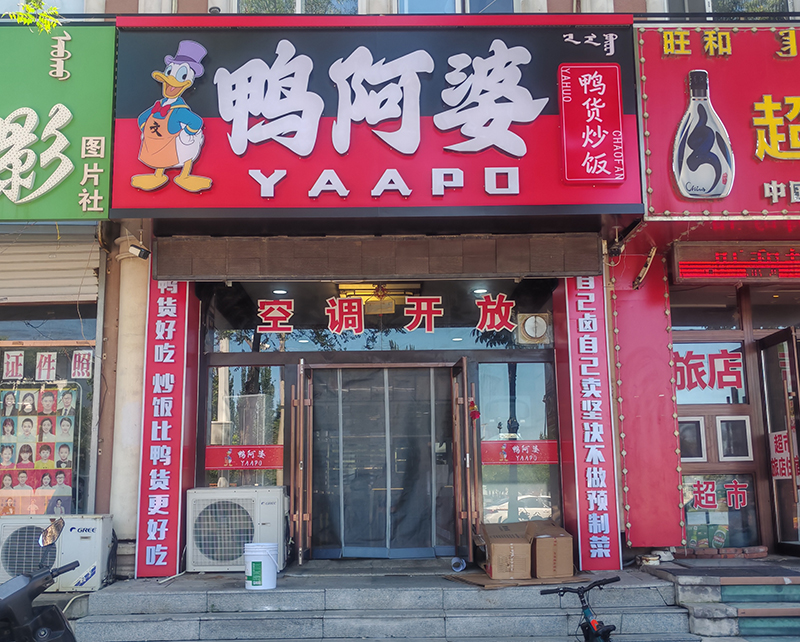 影
图片社
鸭阿婆
YAAPO
YAHUO
鸭货炒饭
CHAOFAN
旺和
超
中
China
空调开放
鸭货好吃 炒饭比鸭货更好吃
自己卤自己卖坚决不做预制菜
鸭阿婆
YAAPO
鸭阿婆
YAAPO
证件照
GREE
旅店
超市
超市